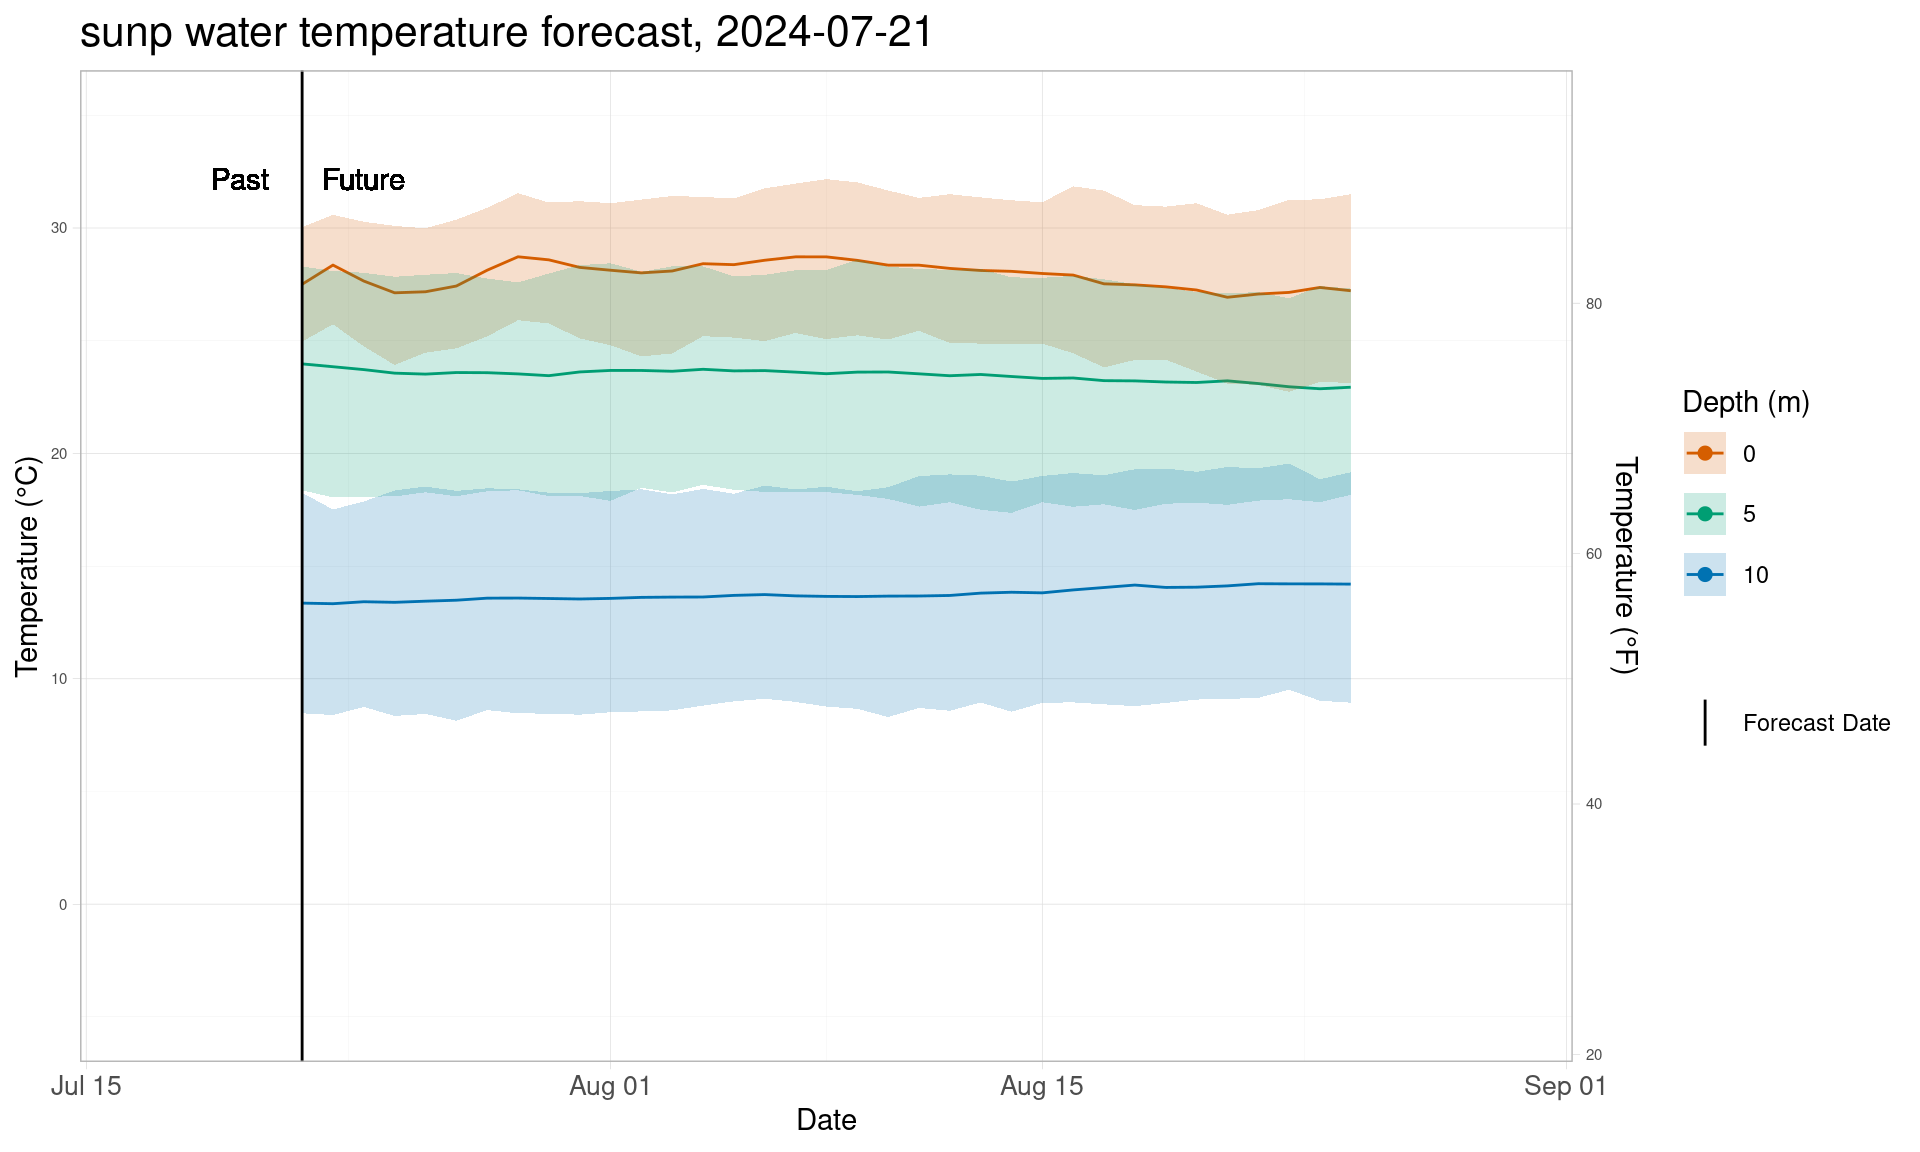 sunp water temperature forecast, 2024-07-21
Past
Future
30
20
10
0
Temperature (°C)
80
60
40
20
Temperature (°F)
Jul 15
Aug 01
Aug 15
Sep 01
Date
Depth (m)
0
5
10
Forecast Date